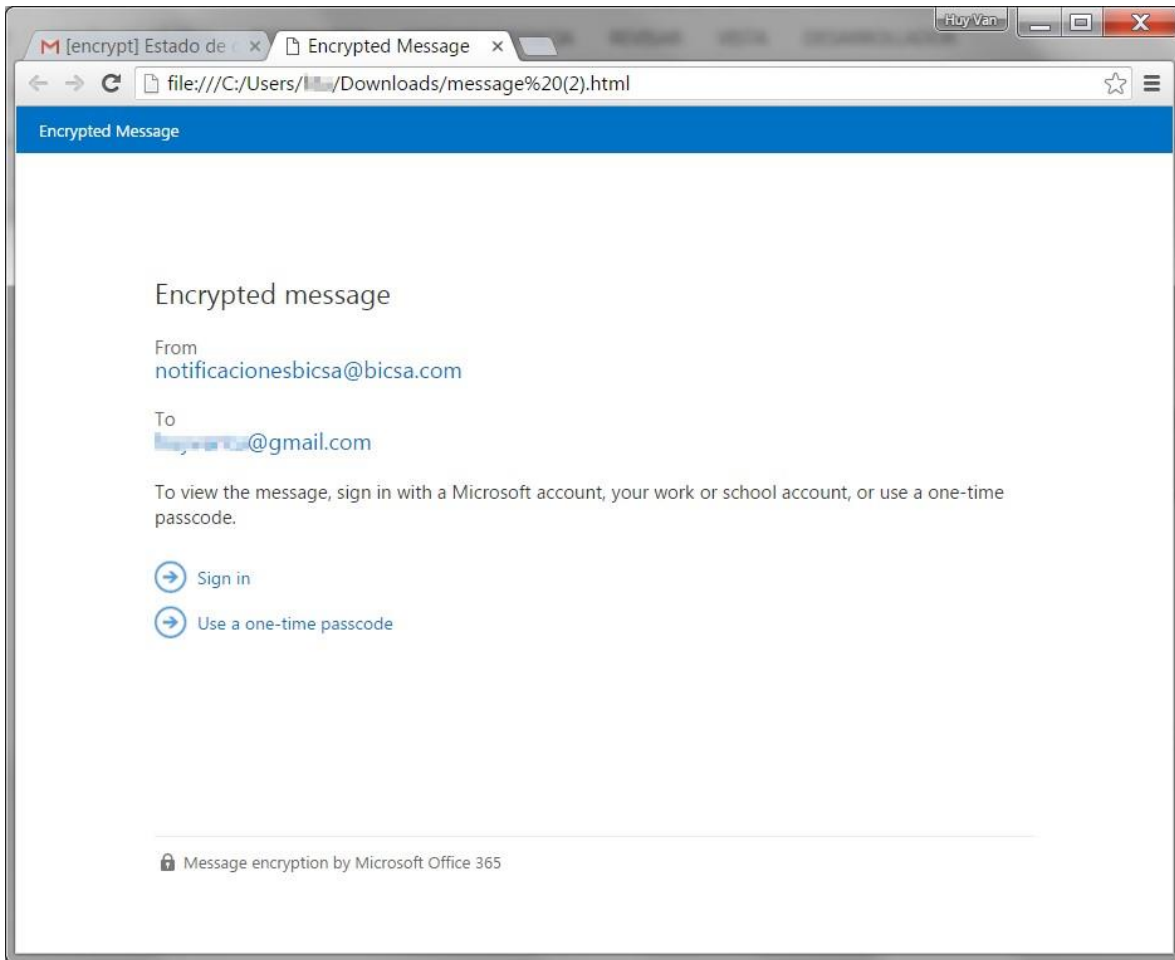 Huy Van
[encrypt] Estado de
Encrypted Message
file:///C:/Users/ /Downloads/message%20(2).html
Encrypted Message
Encrypted message
From
notificacionesbicsa@bicsa.com
To
@gmail.com
To view the message, sign in with a Microsoft account, your work or school account, or use a one-time
passcode.
Sign in
Use a one-time passcode
Message encryption by Microsoft Office 365